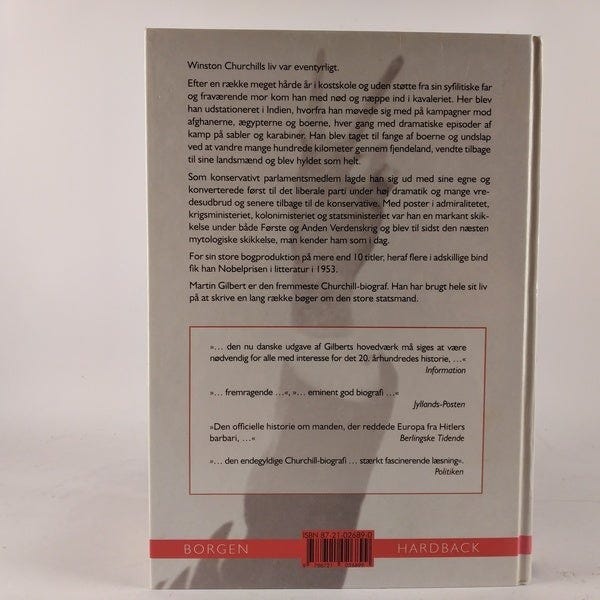 Winston Churchills liv var eventyrligt.
Efter en række meget hårde år i kostskole og uden støtte fra sin syfilitiske far
og fraværende mor kom han med nød og næppe ind i kavaleriet. Her blev
han udstationeret i Indien, hvorfra han møvede sig med på kampagner mod
afghanerne, ægypterne og boerne, hver gang med dramatiske episoder af
kamp på sabler og karabiner. Han blev taget til fange af boerne og undslap
ved at vandre mange hundrede kilometer gennem fjendeland, vendte tilbage
til sine landsmænd og blev hyldet som helt.
Som konservativt parlamentsmedlem lagde han sig ud med sine egne og
konverterede først til det liberale parti under høj dramatik og mange vre-
desudbrud og senere tilbage til de konservative. Med poster i admiralitetet,
krigsministeriet, kolonimisteriet og statsministeriet var han en markant skik-
kelse under både Første og Anden Verdenskrig og blev til sidst den næsten
mytologiske skikkelse, man kender ham som i dag.
For sin store bogproduktion på mere end 10 titler, heraf flere i adskillige bind
fik han Nobelprisen i litteratur i 1953.
Martin Gilbert er den fremmeste Churchill-biograf. Han har brugt hele sit liv
på at skrive en lang række bøger om den store statsmand.
»... den nu danske udgave af Gilberts hovedværk må siges at være
nødvendig for alle med interesse for det 20. århundredes historie, ...«
Information
»... fremragende ...«, »... eminent god biografi ...«
Jyllands-Posten
»Den officielle historie om manden, der reddede Europa fra Hitlers
barbari, ...« Berlingske Tidende
»... den endegyldige Churchill-biografi ... stærkt fascinerende læsning«.
Politiken
ISBN 87-21-02689-0
BORGEN HARDBACK
9 788721 026899